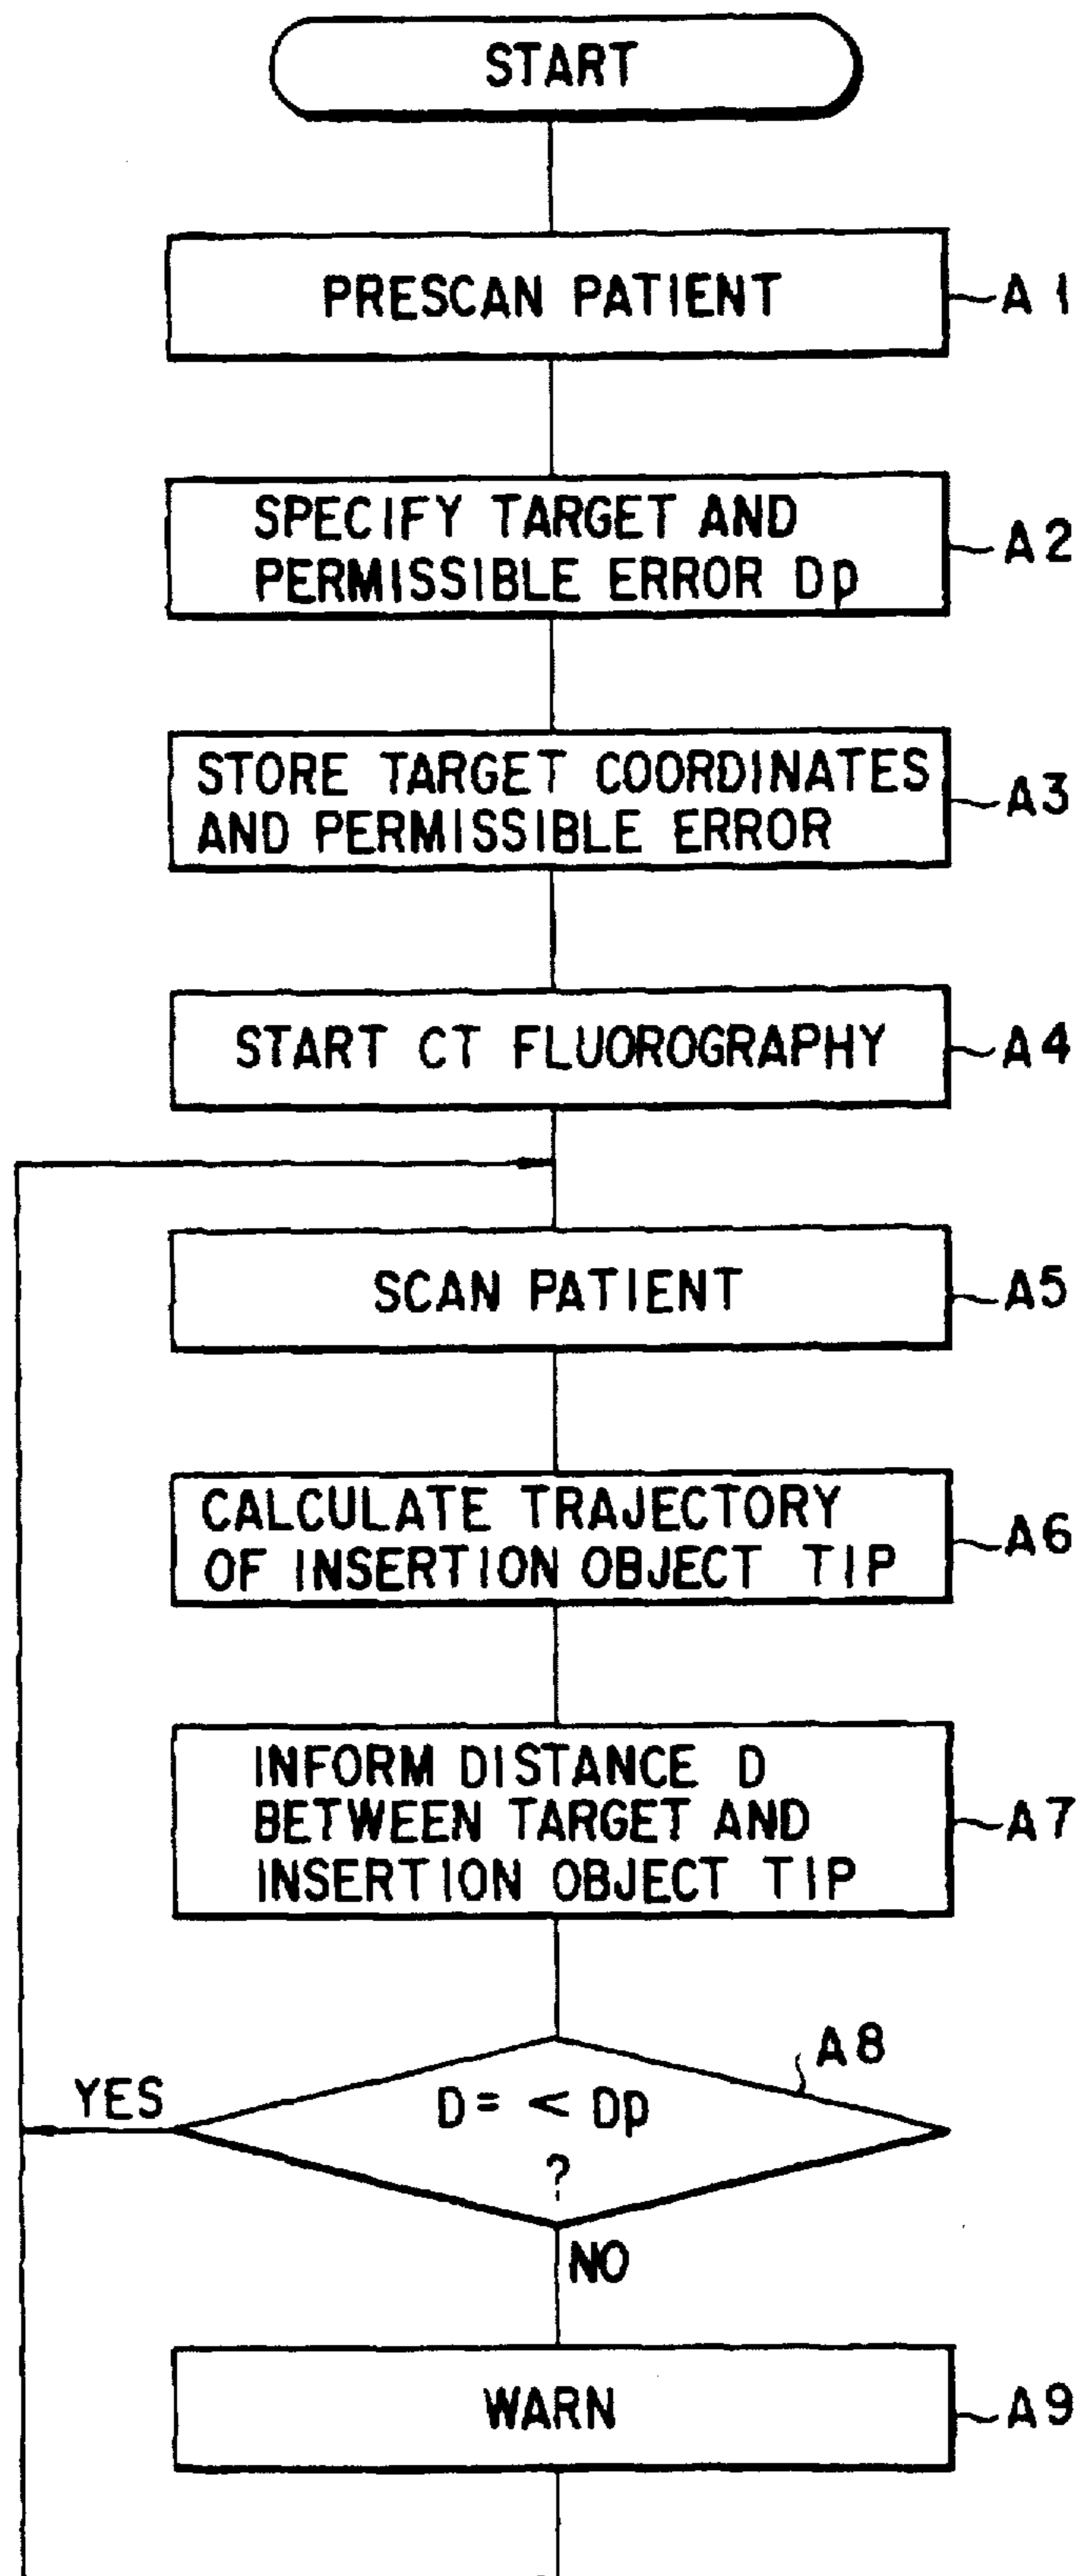 START
PRESCAN PATIENT
A1
SPECIFY TARGET AND
PERMISSIBLE ERROR Dp
A2
STORE TARGET COORDINATES
AND PERMISSIBLE ERROR
A3
START CT FLUOROGRAPHY
A4
SCAN PATIENT
A5
CALCULATE TRAJECTORY
OF INSERTION OBJECT TIP
A6
INFORM DISTANCE D
BETWEEN TARGET AND
INSERTION OBJECT TIP
A7
A8
YES
D= < Dp
?
NO
WARN
A9